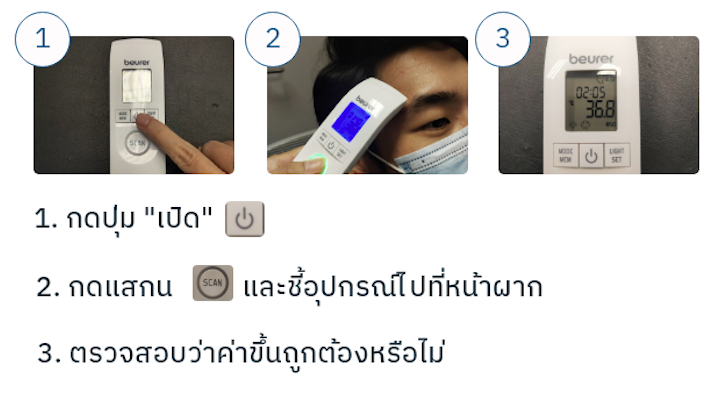 1
2
3
beurer
MODE
MEM
SCAN
beurer
beurer
02-05
°C
36.8
MODE
MEM
LIGHT
SET
1. กดปุ่ม "เปิด"
2. กดแสกน SCAN และชี้อุปกรณ์ไปที่หน้าผาก
3. ตรวจสอบว่าค่าขึ้นถูกต้องหรือไม่